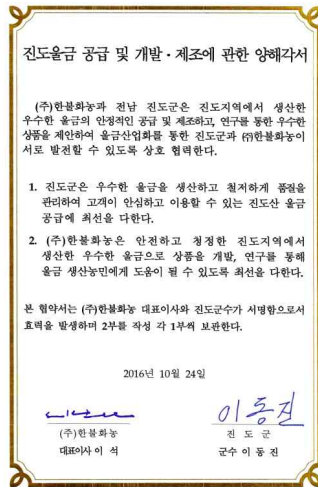 진도울금 공급 및 개발·제조에 관한 양해각서
(주)한불화농과 전남 진도군은 진도지역에서 생산한
우수한 울금의 안정적인 공급 및 제조하고, 연구를 통한 우수한
상품을 제안하여 울금산업화를 통한 진도군과 (주)한불화농이
서로 발전할 수 있도록 상호 협력한다.
1. 진도군은 우수한 울금을 생산하고 철저하게 품질을
관리하여 고객이 안심하고 이용할 수 있는 진도산 울금
공급에 최선을 다한다.
2. (주)한불화농은 안전하고 청정한 진도지역에서
생산한 우수한 울금으로 상품을 개발, 연구를 통해
울금 생산농민에게 도움이 될 수 있도록 최선을 다한다.
본 협약서는 (주)한불화농 대표이사와 진도군수가 서명함으로서
효력을 발생하며 2부를 작성 각 1부씩 보관한다.
2016년 10월 24일
이동진
(주)한불화농 진 도 군
대표이사 이 석 군수 이 동 진